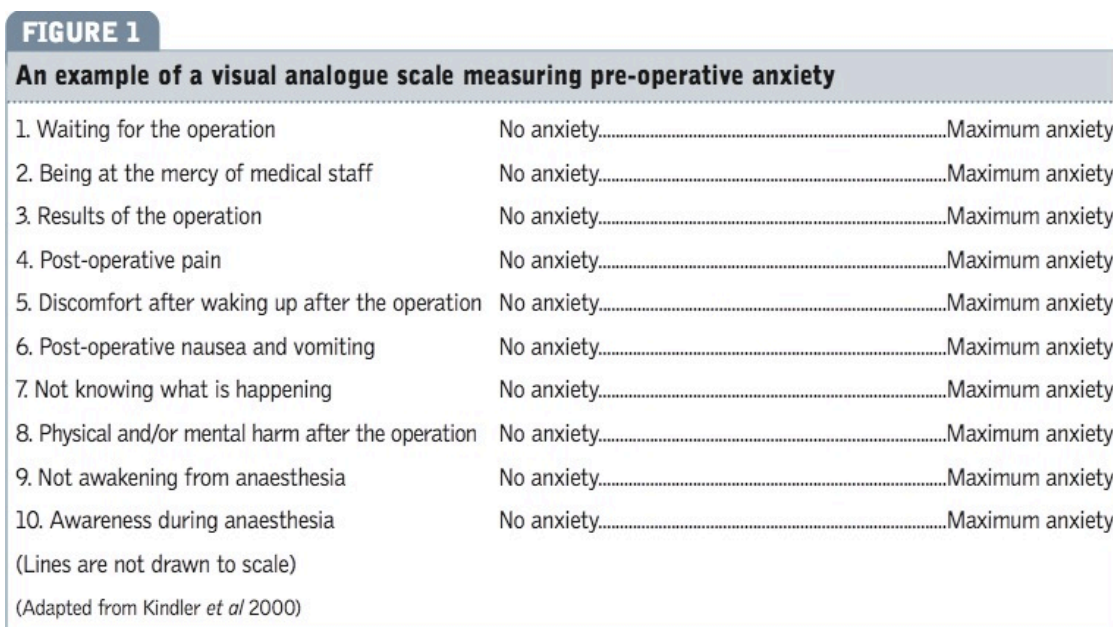 FIGURE 1
An example of a visual analogue scale measuring pre-operative anxiety
1. Waiting for the operation No anxiety....................Maximum anxiety
2. Being at the mercy of medical staff No anxiety....................Maximum anxiety
3. Results of the operation No anxiety....................Maximum anxiety
4. Post-operative pain No anxiety....................Maximum anxiety
5. Discomfort after waking up after the operation No anxiety....................Maximum anxiety
6. Post-operative nausea and vomiting No anxiety....................Maximum anxiety
7. Not knowing what is happening No anxiety....................Maximum anxiety
8. Physical and/or mental harm after the operation No anxiety....................Maximum anxiety
9. Not awakening from anaesthesia No anxiety....................Maximum anxiety
10. Awareness during anaesthesia No anxiety....................Maximum anxiety
(Lines are not drawn to scale)
(Adapted from Kindler et al 2000)